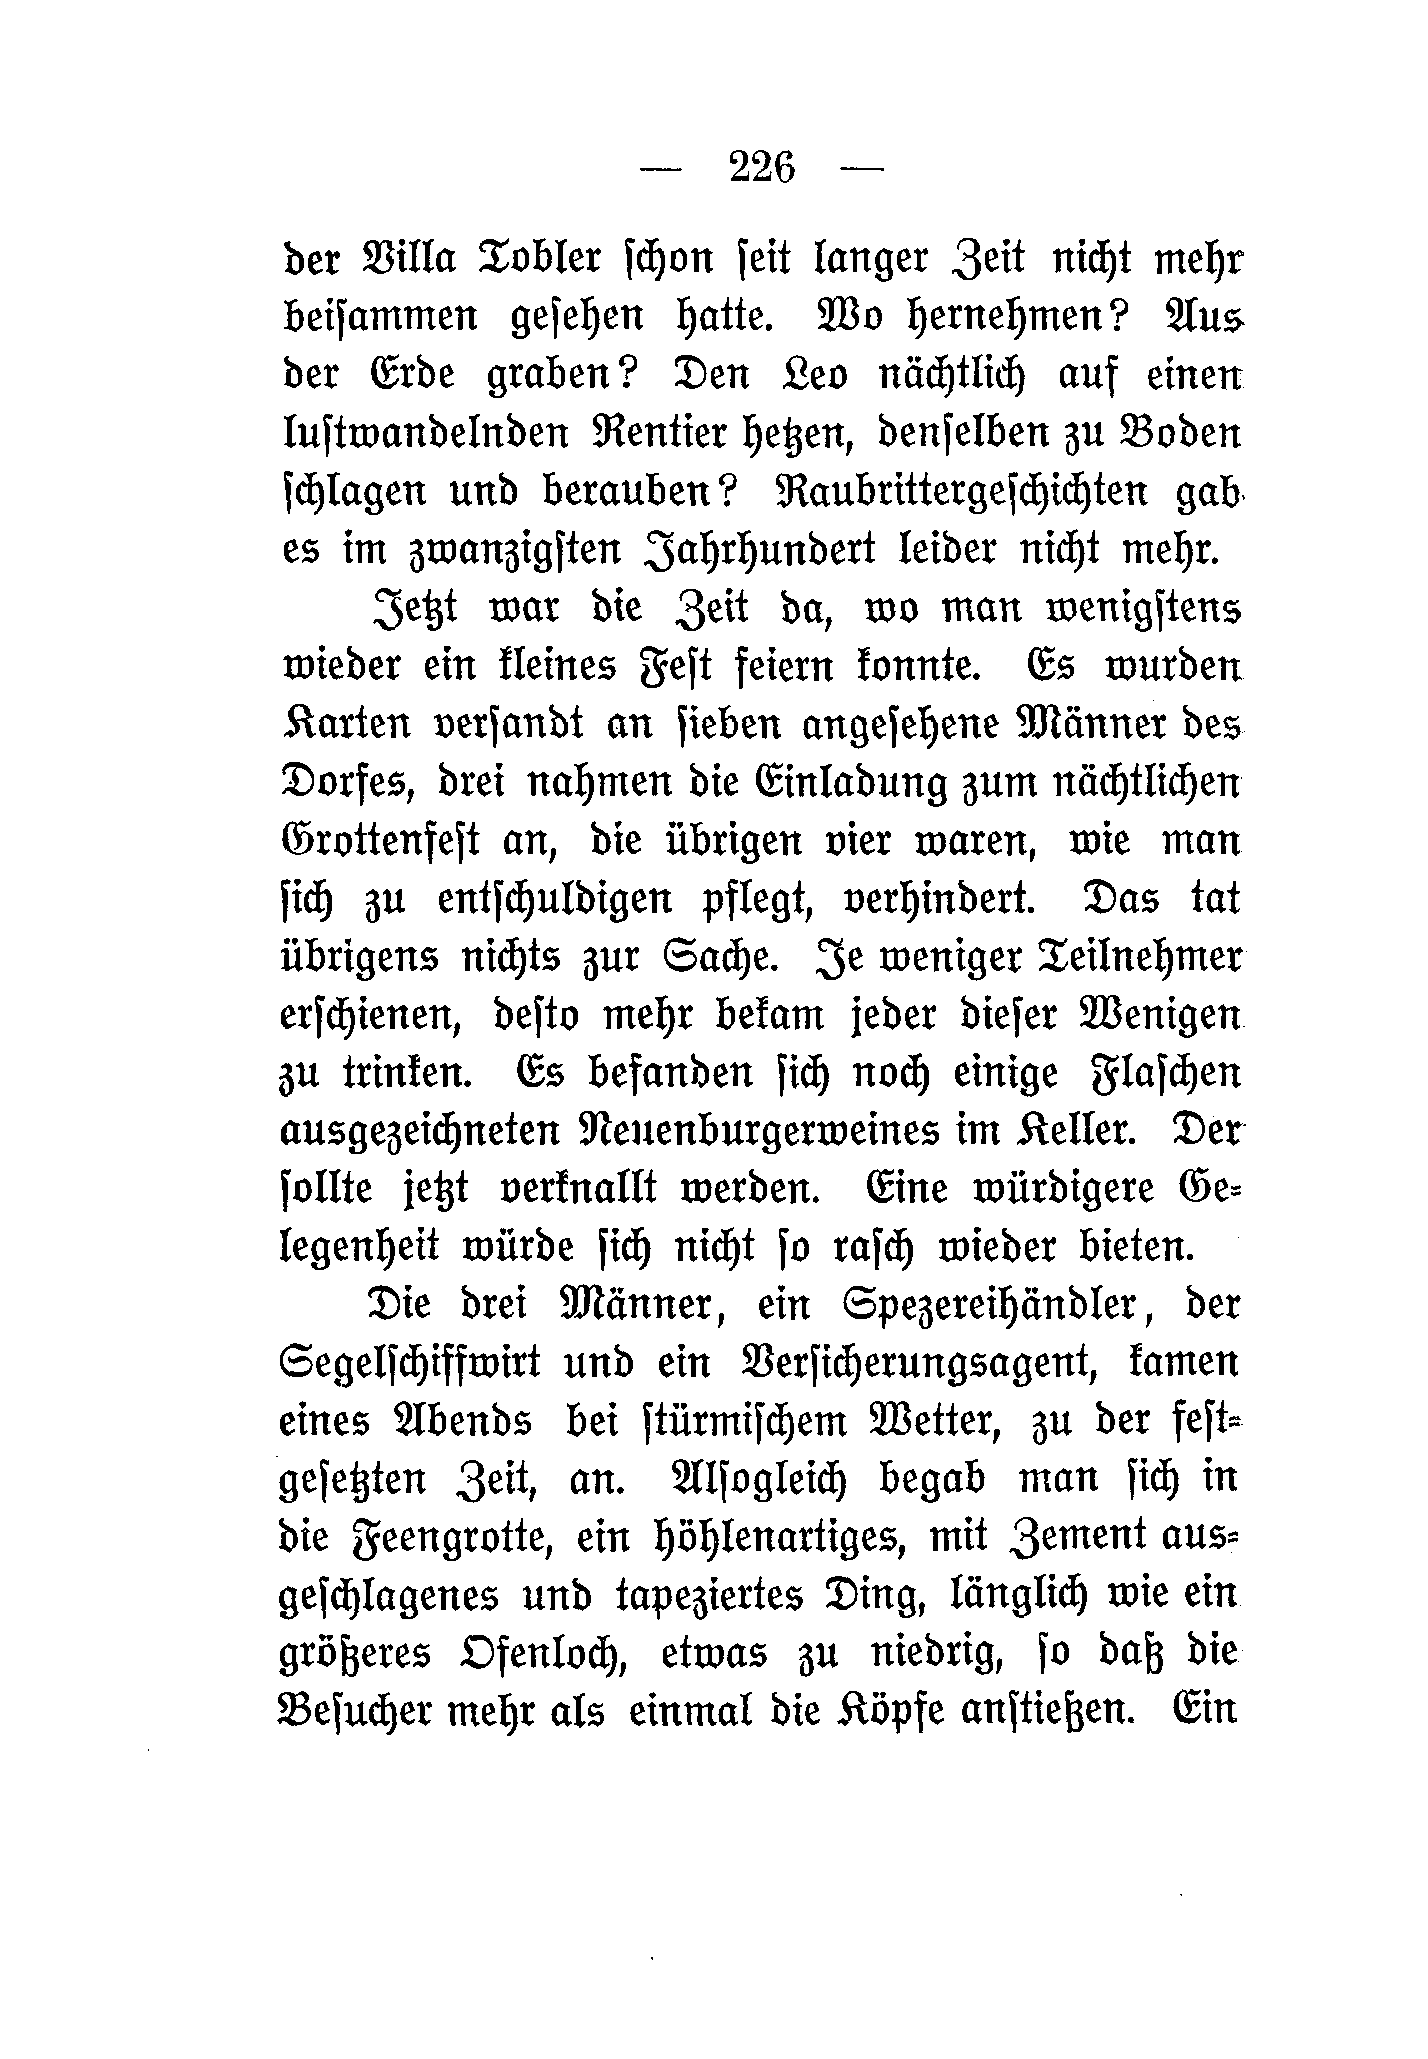 — 226 —
der Villa Tobler ſchon ſeit langer Zeit nicht mehr
beiſammen geſehen hatte. Wo hernehmen? Aus
der Erde graben? Den Leo nächtlich auf einen
luſtwandelnden Rentier hetzen, denſelben zu Boden
ſchlagen und berauben? Raubrittergeſchichten gab
es im zwanzigſten Jahrhundert leider nicht mehr.
Jetzt war die Zeit da, wo man wenigſtens
wieder ein kleines Feſt feiern konnte. Es wurden
Karten verſandt an ſieben angeſehene Männer des
Dorfes, drei nahmen die Einladung zum nächtlichen
Grottenfeſt an, die übrigen vier waren, wie man
ſich zu entſchuldigen pflegt, verhindert. Das tat
übrigens nichts zur Sache. Je weniger Teilnehmer
erſchienen, deſto mehr bekam jeder dieſer Wenigen
zu trinken. Es befanden ſich noch einige Flaſchen
ausgezeichneten Neuenburgerweines im Keller. Der
ſollte jetzt verknallt werden. Eine würdigere Ge⸗
legenheit würde ſich nicht ſo raſch wieder bieten.
Die drei Männer, ein Spezereihändler, der
Segelſchiffwirt und ein Verſicherungsagent, kamen
eines Abends bei ſtürmiſchem Wetter, zu der feſt⸗
geſetzten Zeit, an. Alſogleich begab man ſich in
die Feengrotte, ein höhlenartiges, mit Zement aus⸗
geſchlagenes und tapeziertes Ding, länglich wie ein
größeres Ofenloch, etwas zu niedrig, ſo daß die
Beſucher mehr als einmal die Köpfe anſtießen. Ein